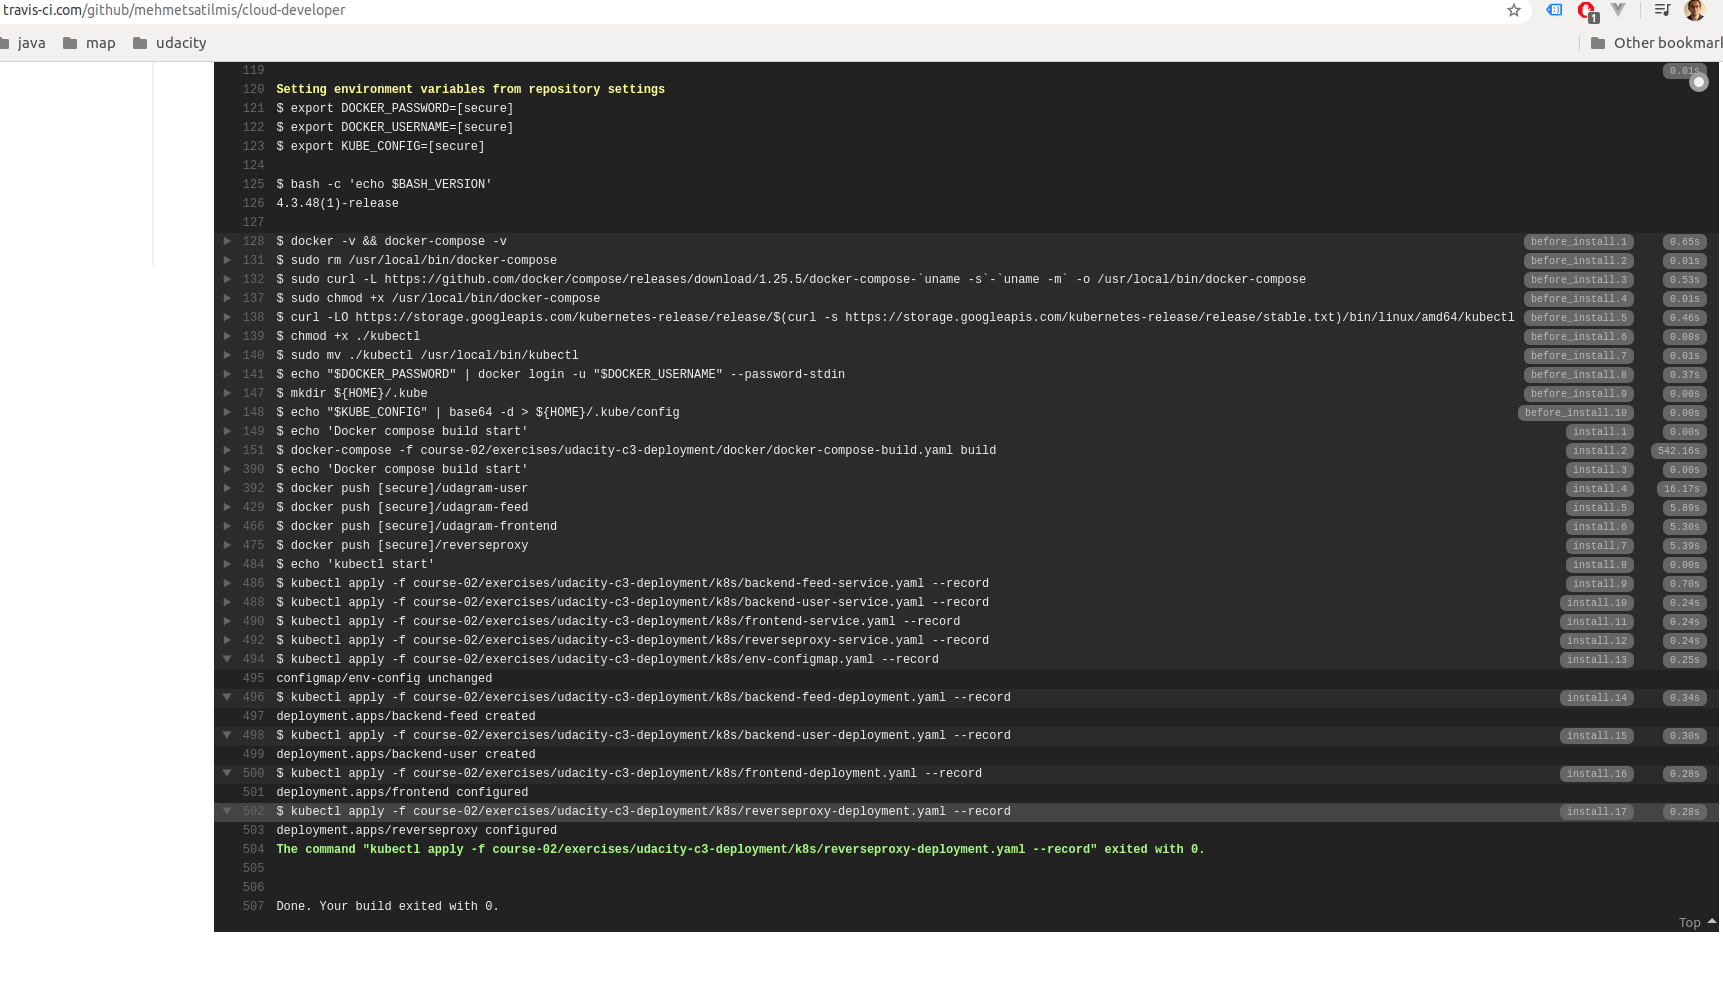 travis-ci.com/github/mehmetsatilmis/cloud-developer
1
java map udacity Other bookmark
119 0.01s
120 Setting environment variables from repository settings
121 $ export DOCKER_PASSWORD=[secure]
122 $ export DOCKER_USERNAME=[secure]
123 $ export KUBE_CONFIG=[secure]
124
125 $ bash -c 'echo $BASH_VERSION'
126 4.3.48(1)-release
127
128 $ docker -v && docker-compose -v before_install.1 0.65s
131 $ sudo rm /usr/local/bin/docker-compose before_install.2 0.01s
132 $ sudo curl -L https://github.com/docker/compose/releases/download/1.25.5/docker-compose-`uname -s`-`uname -m` -o /usr/local/bin/docker-compose before_install.3 0.53s
137 $ sudo chmod +x /usr/local/bin/docker-compose before_install.4 0.01s
138 $ curl -LO https://storage.googleapis.com/kubernetes-release/release/$(curl -s https://storage.googleapis.com/kubernetes-release/release/stable.txt)/bin/linux/amd64/kubectl before_install.5 0.46s
139 $ chmod +x ./kubectl before_install.6 0.00s
140 $ sudo mv ./kubectl /usr/local/bin/kubectl before_install.7 0.01s
141 $ echo "$DOCKER_PASSWORD" | docker login -u "$DOCKER_USERNAME" --password-stdin before_install.8 0.37s
147 $ mkdir ${HOME}/.kube before_install.9 0.00s
148 $ echo "$KUBE_CONFIG" | base64 -d > ${HOME}/.kube/config before_install.10 0.00s
149 $ echo 'Docker compose build start' install.1 0.00s
151 $ docker-compose -f course-02/exercises/udacity-c3-deployment/docker/docker-compose-build.yaml build install.2 542.16s
390 $ echo 'Docker compose build start' install.3 0.00s
392 $ docker push [secure]/udagram-user install.4 16.17s
429 $ docker push [secure]/udagram-feed install.5 5.89s
466 $ docker push [secure]/udagram-frontend install.6 5.30s
475 $ docker push [secure]/reverseproxy install.7 5.39s
484 $ echo 'kubectl start' install.8 0.00s
486 $ kubectl apply -f course-02/exercises/udacity-c3-deployment/k8s/backend-feed-service.yaml --record install.9 0.70s
488 $ kubectl apply -f course-02/exercises/udacity-c3-deployment/k8s/backend-user-service.yaml --record install.10 0.24s
490 $ kubectl apply -f course-02/exercises/udacity-c3-deployment/k8s/frontend-service.yaml --record install.11 0.24s
492 $ kubectl apply -f course-02/exercises/udacity-c3-deployment/k8s/reverseproxy-service.yaml --record install.12 0.24s
494 $ kubectl apply -f course-02/exercises/udacity-c3-deployment/k8s/env-configmap.yaml --record install.13 0.25s
495 configmap/env-config unchanged
496 $ kubectl apply -f course-02/exercises/udacity-c3-deployment/k8s/backend-feed-deployment.yaml --record install.14 0.34s
497 deployment.apps/backend-feed created
498 $ kubectl apply -f course-02/exercises/udacity-c3-deployment/k8s/backend-user-deployment.yaml --record install.15 0.30s
499 deployment.apps/backend-user created
500 $ kubectl apply -f course-02/exercises/udacity-c3-deployment/k8s/frontend-deployment.yaml --record install.16 0.28s
501 deployment.apps/frontend configured
502 $ kubectl apply -f course-02/exercises/udacity-c3-deployment/k8s/reverseproxy-deployment.yaml --record install.17 0.28s
503 deployment.apps/reverseproxy configured
504 The command "kubectl apply -f course-02/exercises/udacity-c3-deployment/k8s/reverseproxy-deployment.yaml --record" exited with 0.
505
506
507 Done. Your build exited with 0.
Top